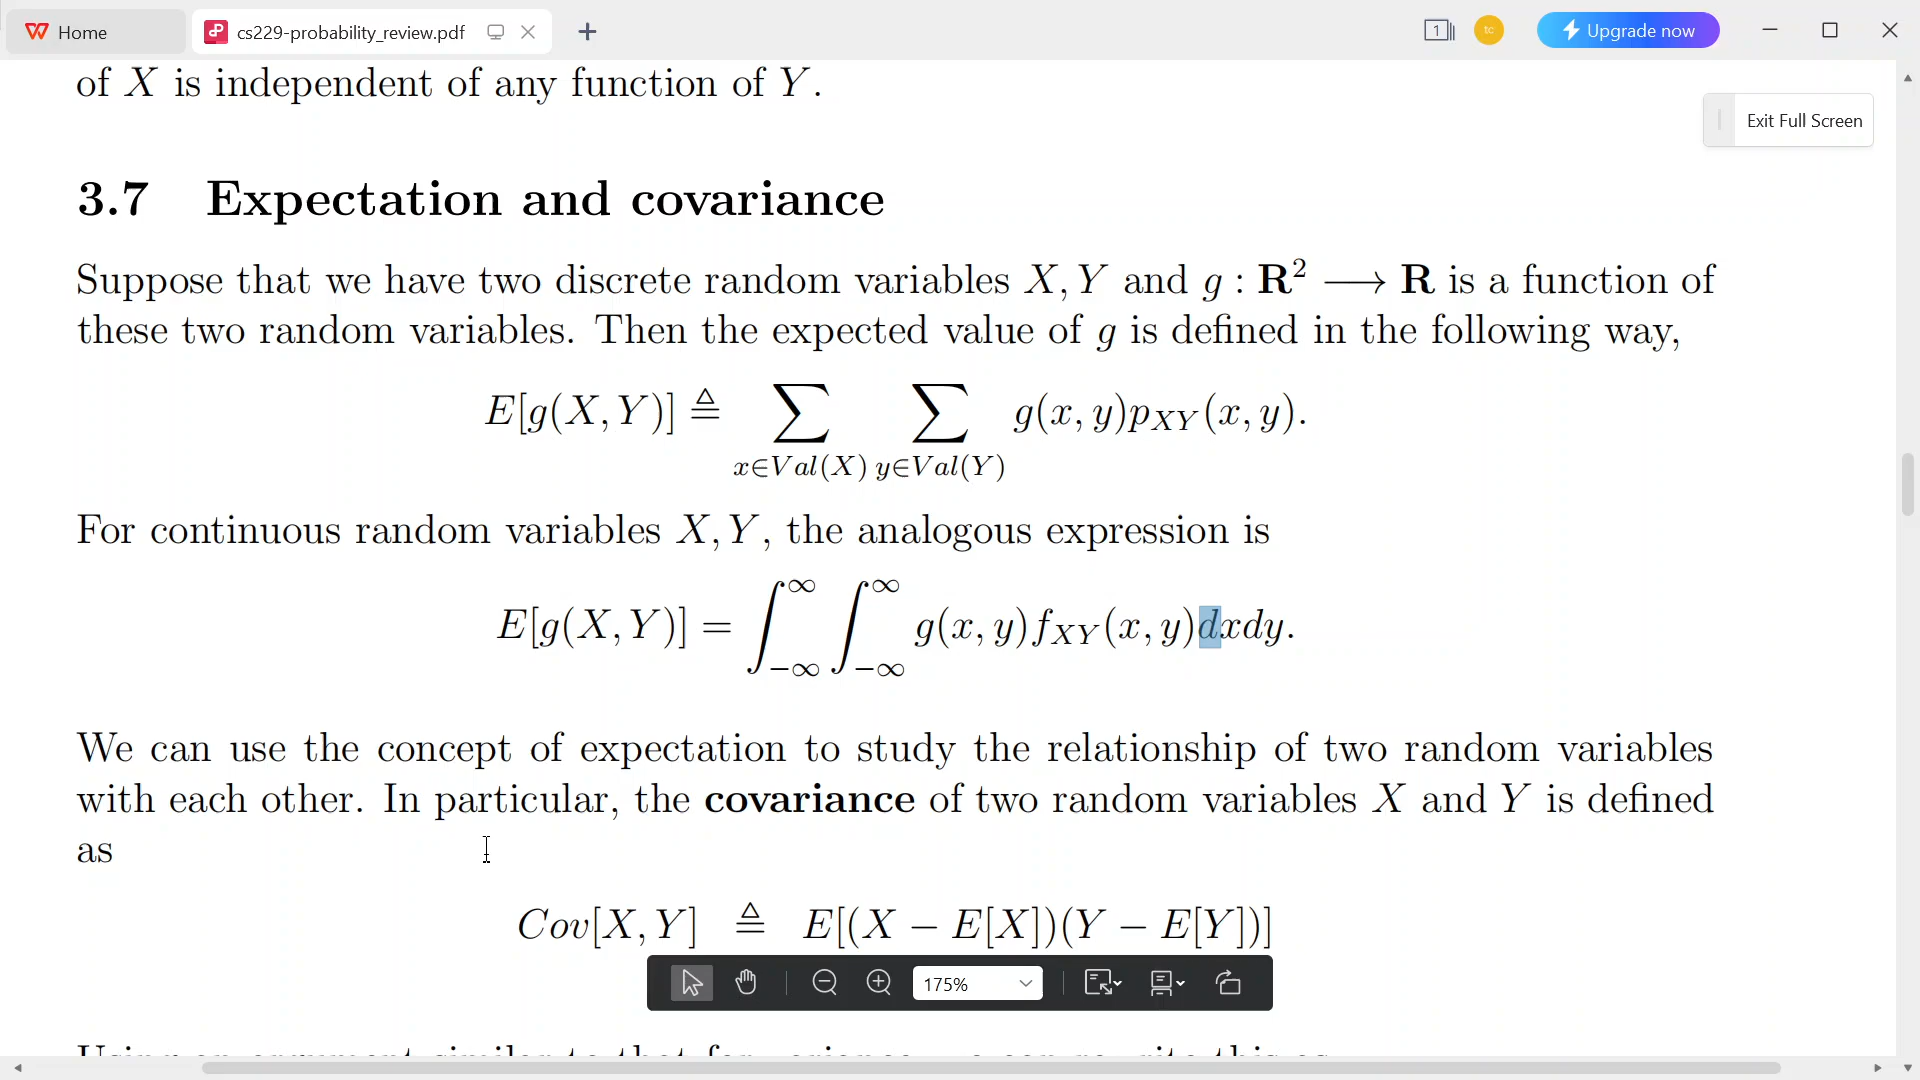 Home
cs229-probability_review.pdf
1
tc
Upgrade now
of X is independent of any function of Y.
Exit Full Screen
3.7 Expectation and covariance
Suppose that we have two discrete random variables X, Y and g : R² ⟶ R is a function of
these two random variables. Then the expected value of g is defined in the following way,
E[g(X, Y)] ≜ ∑ ∑ g(x, y)p_XY(x, y).
x∈Val(X) y∈Val(Y)
For continuous random variables X, Y, the analogous expression is
E[g(X, Y)] = ∫_{-∞}^{∞} ∫_{-∞}^{∞} g(x, y)f_XY(x, y)dxdy.
We can use the concept of expectation to study the relationship of two random variables
with each other. In particular, the covariance of two random variables X and Y is defined
as
Cov[X, Y] ≜ E[(X − E[X])(Y − E[Y])]
175%